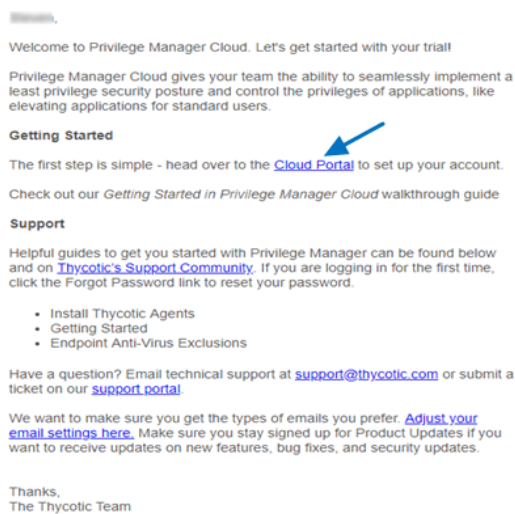 Welcome to Privilege Manager Cloud. Let's get started with your trial!
Privilege Manager Cloud gives your team the ability to seamlessly implement a
least privilege security posture and control the privileges of applications, like
elevating applications for standard users.
Getting Started
The first step is simple - head over to the Cloud Portal to set up your account.
Check out our Getting Started in Privilege Manager Cloud walkthrough guide
Support
Helpful guides to get you started with Privilege Manager can be found below
and on Thycotic's Support Community. If you are logging in for the first time,
click the Forgot Password link to reset your password.
• Install Thycotic Agents
• Getting Started
• Endpoint Anti-Virus Exclusions
Have a question? Email technical support at support@thycotic.com or submit a
ticket on our support portal.
We want to make sure you get the types of emails you prefer. Adjust your
email settings here. Make sure you stay signed up for Product Updates if you
want to receive updates on new features, bug fixes, and security updates.
Thanks,
The Thycotic Team